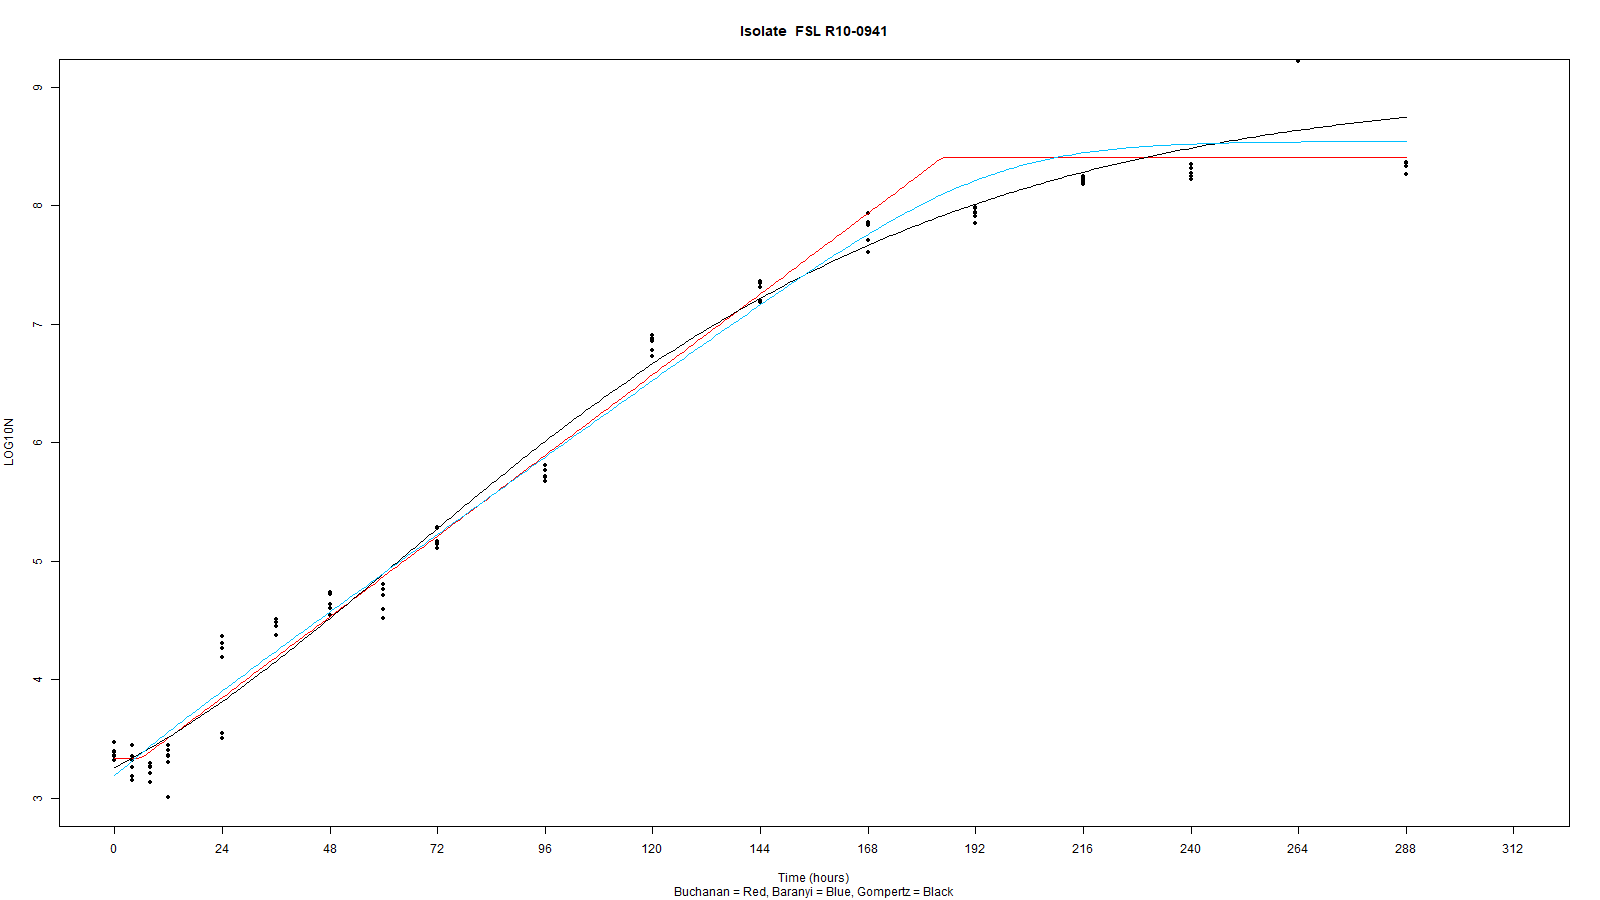 Isolate FSL R10-0941
9
8
7
6
5
4
3
LOG10N
0 24 48 72 96 120 144 168 192 216 240 264 288 312
Time (hours)
Buchanan = Red, Baranyi = Blue, Gompertz = Black